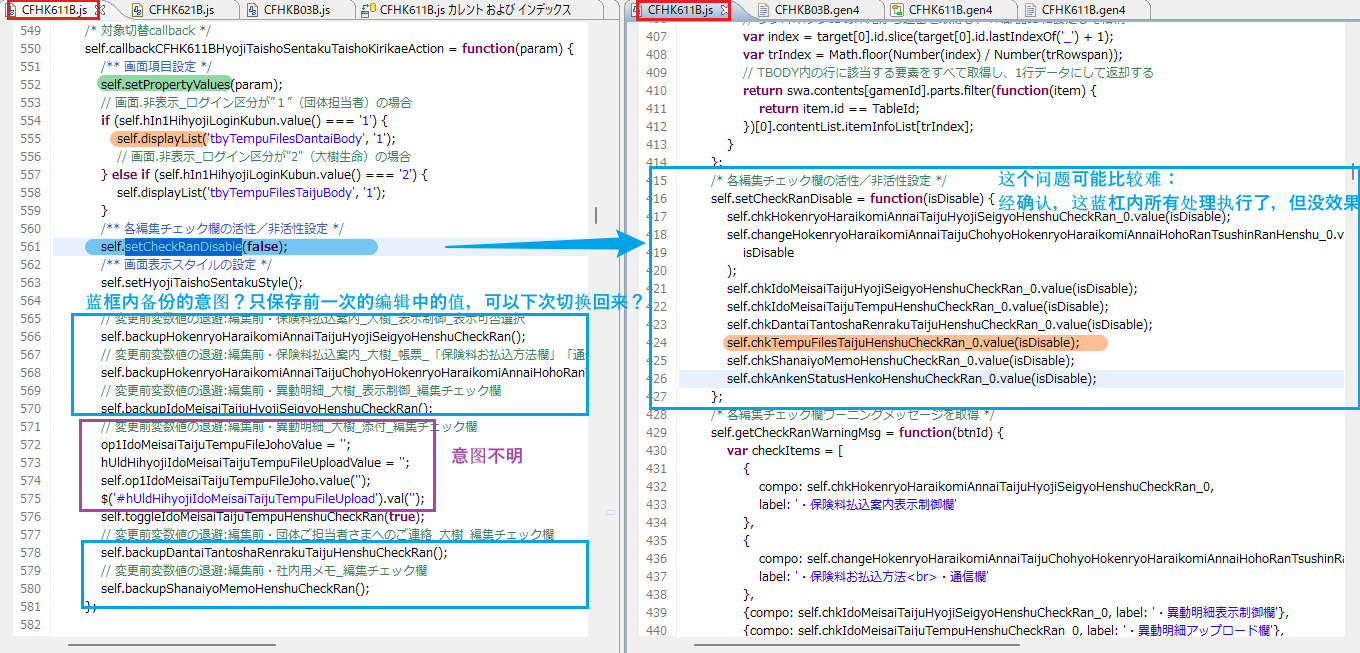 CFHK611B.js
CFHK621B.js
CFHKB03B.js
CFHK611B.js カレント および インデックス
549 /* 対象切替callback */
550 self.callbackCFHK611BHyojiTaishoSentakuTaishoKirikaeAction = function(param) {
551 /** 画面項目設定 */
552 self.setPropertyValues(param);
553 // 画面.非表示_ログイン区分が"１"（団体担当者）の場合
554 if (self.hIn1HihyojiLoginKubun.value() === '1') {
555 self.displayList('tbyTempuFilesDantaiBody', '1');
556 // 画面.非表示_ログイン区分が"2"（大樹生命）の場合
557 } else if (self.hIn1HihyojiLoginKubun.value() === '2') {
558 self.displayList('tbyTempuFilesTaijuBody', '1');
559 }
560 /** 各編集チェック欄の活性／非活性設定 */
561 self.setCheckRanDisable(false);
562 /** 画面表示スタイルの設定 */
563 self.setHyojiTaishoSentakuStyle();
564 蓝框内备份的意图？只保存前一次的编辑中的值，可以下次切换回来？
565 // 変更前変数値の退避:編集前・保険料払込案内_大樹_表示制御_表示可否選択
566 self.backupHokenryoHaraikomiAnnaiTaijuHyojiSeigyoHenshuCheckRan();
567 // 変更前変数値の退避:編集前・保険料払込案内_大樹_帳票_「保険料お払込方法欄」「通
568 self.backupHokenryoHaraikomiAnnaiTaijuChohyoHokenryoHaraikomiAnnaiHohoRan
569 // 変更前変数値の退避:編集前・異動明細_大樹_表示制御_編集チェック欄
570 self.backupIdoMeisaiTaijuHyojiSeigyoHenshuCheckRan();
571 // 変更前変数値の退避:編集前・異動明細_大樹_添付_編集チェック欄
572 op1IdoMeisaiTaijuTempuFileJohoValue = '';
573 hUldHihyojiIdoMeisaiTaijuTempuFileUploadValue = '';
574 self.op1IdoMeisaiTaijuTempuFileJoho.value('');
575 $('#hUldHihyojiIdoMeisaiTaijuTempuFileUpload').val('');
意图不明
576 self.toggleIdoMeisaiTaijuTempuHenshuCheckRan(true);
577 // 変更前変数値の退避:編集前・団体ご担当者さまへのご連絡_大樹_編集チェック欄
578 self.backupDantaiTantoshaRenrakuTaijuHenshuCheckRan();
579 // 変更前変数値の退避:編集前・社内用メモ_編集チェック欄
580 self.backupShanaiyoMemoHenshuCheckRan();
581 };
582
CFHK611B.js
CFHKB03B.gen4
CFHK611B.gen4
CFHK611B.gen4
407 var index = target[0].id.slice(target[0].id.lastIndexOf('_') + 1);
408 var trIndex = Math.floor(Number(index) / Number(trRowspan));
409 // TBODY内の行に該当する要素をすべて取得し、1行データにして返却する
410 return swa.contents[gamenId].parts.filter(function(item) {
411 return item.id == TableId;
412 })[0].contentList.itemInfoList[trIndex];
413 }
414 };
415 /* 各編集チェック欄の活性／非活性設定 */
这个问题可能比较难：
416 self.setCheckRanDisable = function(isDisable) {
经确认，这蓝框内所有处理执行了，但没效果
417 self.chkHokenryoHaraikomiAnnaiTaijuHyojiSeigyoHenshuCheckRan_0.value(isDisable);
418 self.changeHokenryoHaraikomiAnnaiTaijuChohyoHokenryoHaraikomiAnnaiHohoRanTsushinRanHenshu_0.v
419 isDisable
420 );
421 self.chkIdoMeisaiTaijuHyojiSeigyoHenshuCheckRan_0.value(isDisable);
422 self.chkIdoMeisaiTaijuTempuHenshuCheckRan_0.value(isDisable);
423 self.chkDantaiTantoshaRenrakuTaijuHenshuCheckRan_0.value(isDisable);
424 self.chkTempuFilesTaijuHenshuCheckRan_0.value(isDisable);
425 self.chkShanaiyoMemoHenshuCheckRan_0.value(isDisable);
426 self.chkAnkenStatusHenkoHenshuCheckRan_0.value(isDisable);
427 };
428 /* 各編集チェック欄ワーニングメッセージを取得 */
429 self.getCheckRanWarningMsg = function(btnId) {
430 var checkItems = [
431 {
432 compo: self.chkHokenryoHaraikomiAnnaiTaijuHyojiSeigyoHenshuCheckRan_0,
433 label: '・保険料払込案内表示制御欄'
434 },
435 {
436 compo: self.changeHokenryoHaraikomiAnnaiTaijuChohyoHokenryoHaraikomiAnnaiHohoRanTsushinRa
437 label: '・保険料お払込方法<br>・通信欄'
438 },
439 {compo: self.chkIdoMeisaiTaijuHyojiSeigyoHenshuCheckRan_0, label: '・異動明細表示制御欄'},
440 {compo: self.chkIdoMeisaiTaijuTempuHenshuCheckRan_0, label: '・異動明細アップロード欄'},